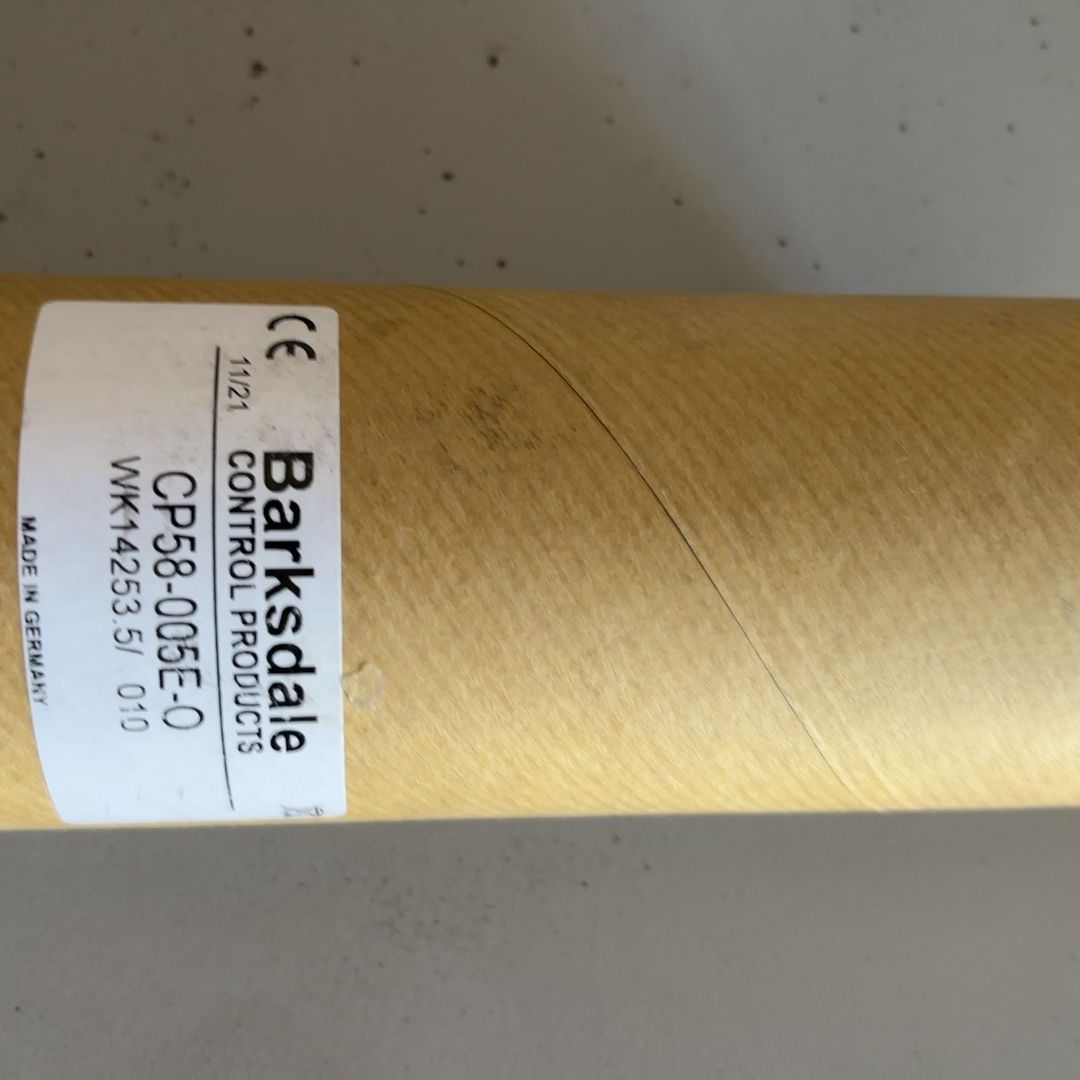 CE
Barksdale
11/21
CONTROL PRODUCTS
CP58-005E-0
WK14253.5/ 010
MADE IN GERMANY